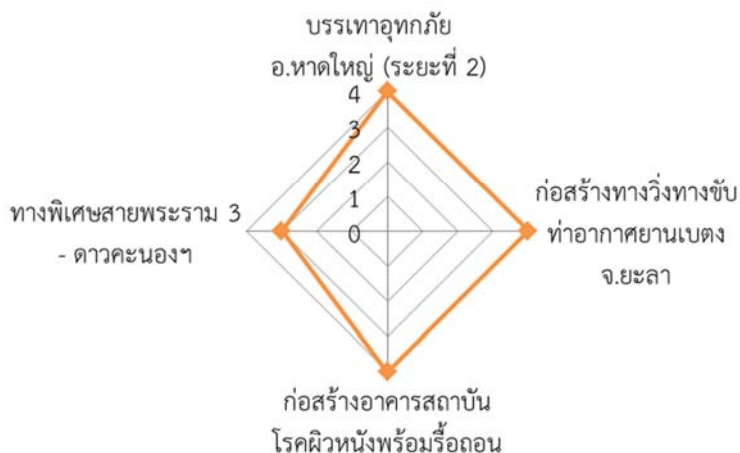 บรรเทาอุทกภัย
อ.หาดใหญ่ (ระยะที่ 2)
4
3
2
1
0
ก่อสร้างทางวิ่งทางขับ
ท่าอากาศยานเบตง
จ.ยะลา
ทางพิเศษสายพระราม 3
- ดาวคะนองฯ
ก่อสร้างอาคารสถาบัน
โรคผิวหนังพร้อมรื้อถอน